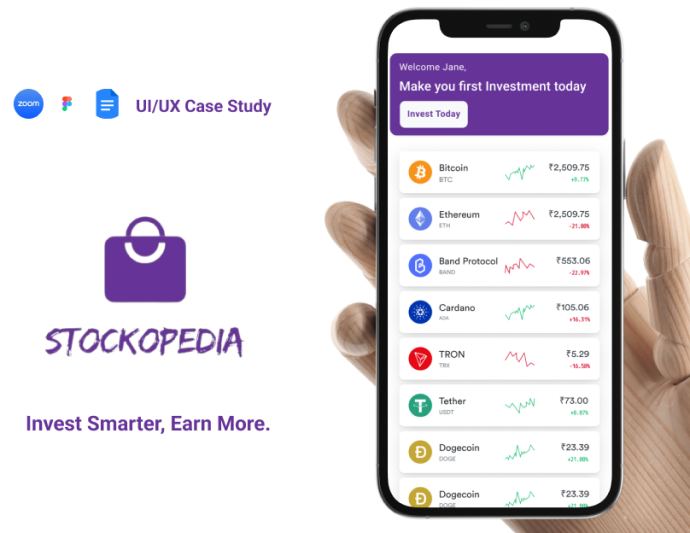 zoom
UI/UX Case Study
STOCKOPEDIA
Invest Smarter, Earn More.
Welcome Jane,
Make you first Investment today
Invest Today
Bitcoin
BTC
₹2,509.75
+9.77%
Ethereum
ETH
₹2,509.75
-21.00%
Band Protocol
BAND
₹553.06
-22.97%
Cardano
ADA
₹105.06
+16.31%
TRON
TRX
₹5.29
-16.50%
Tether
USDT
₹73.00
+0.07%
Dogecoin
DOGE
₹23.39
+21.00%
Dogecoin
DOGE
₹23.39
+21.00%